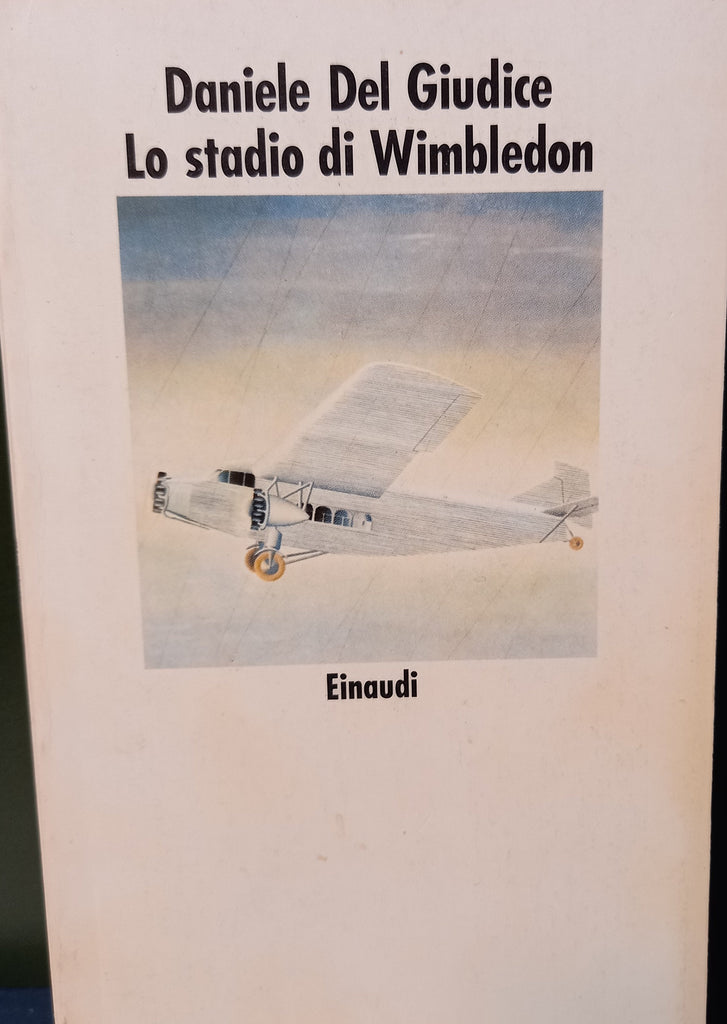 Daniele Del Giudice
Lo stadio di Wimbledon
Einaudi